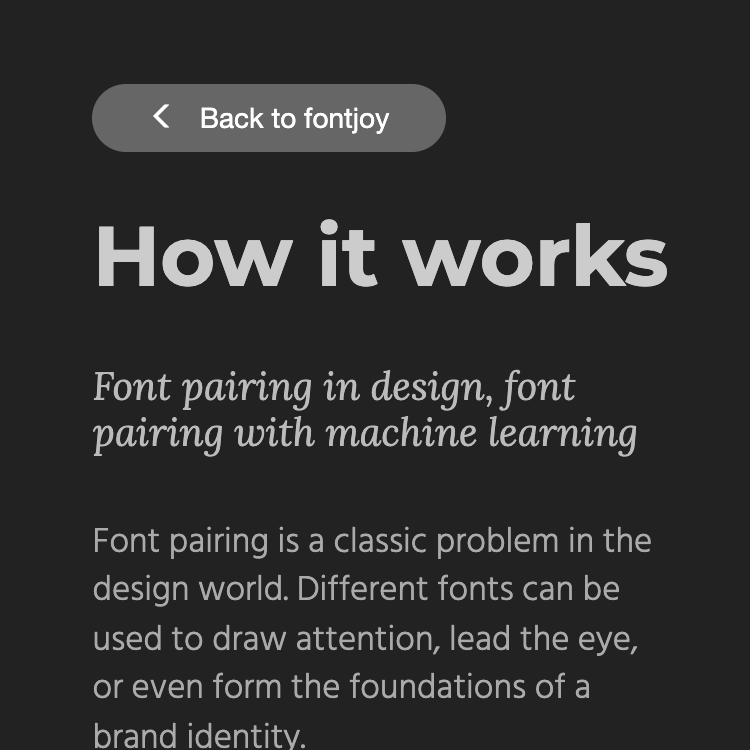 Back to fontjoy
How it works
Font pairing in design, font
pairing with machine learning
Font pairing is a classic problem in the
design world. Different fonts can be
used to draw attention, lead the eye,
or even form the foundations of a
brand identity.